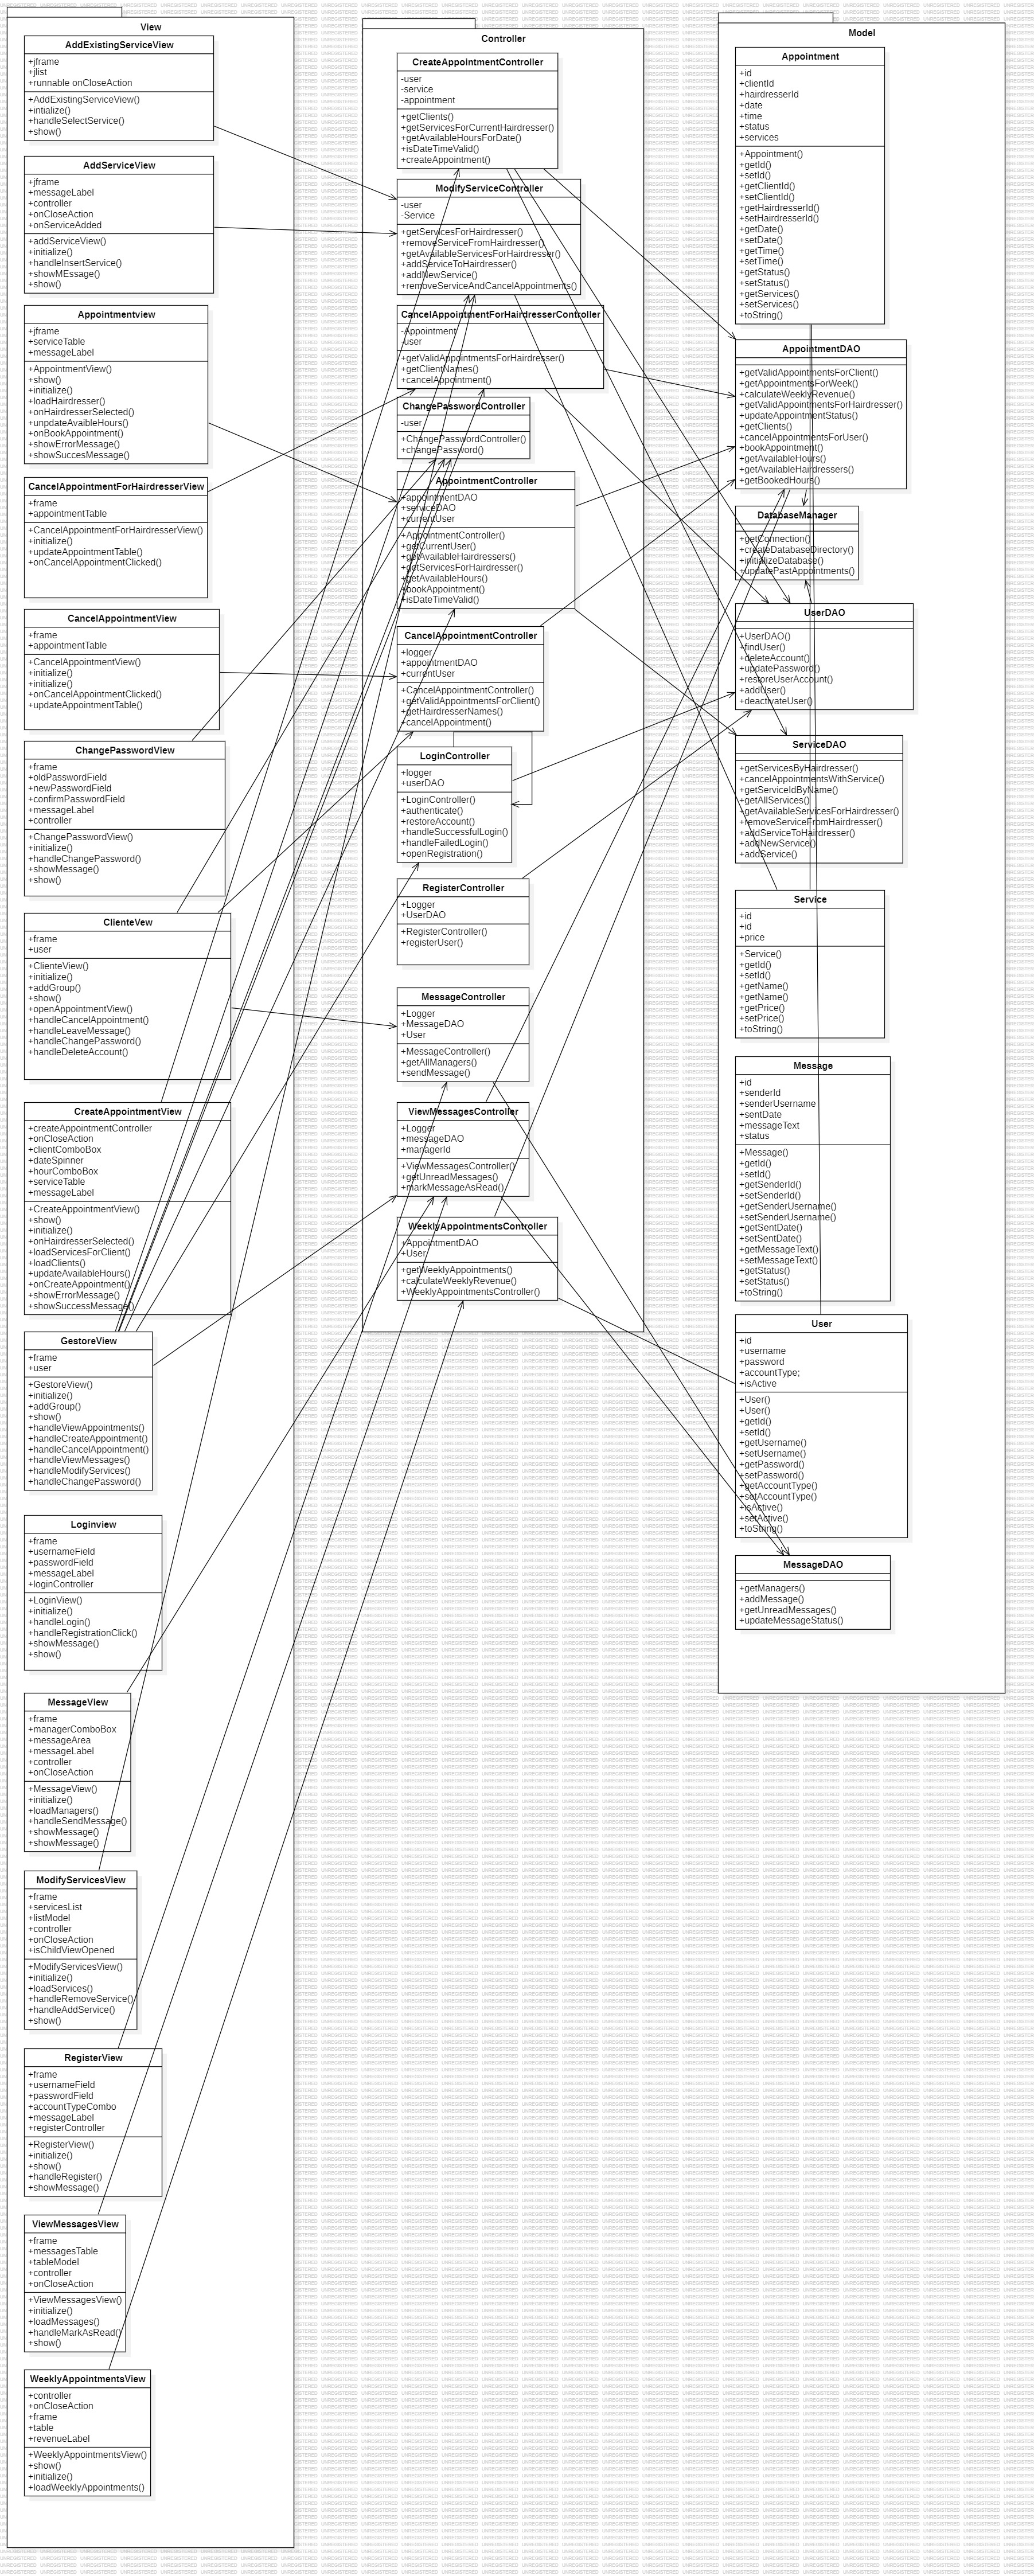 View
AddExistingServiceView
+jframe
+jlist
+runnable onCloseAction
+AddExistingServiceView()
+intialize()
+handleSelectService()
+show()
AddServiceView
+jframe
+messageLabel
+controller
+onCloseAction
+onServiceAdded
+addServiceView()
+initialize()
+handleInsertService()
+showMEssage()
+show()
Appointmentview
+jframe
+serviceTable
+messageLabel
+AppointmentView()
+show()
+initialize()
+loadHairdresser()
+onHairdresserSelected()
+unpdateAvaibleHours()
+onBookAppointment()
+showErrorMessage()
+showSuccesMessage()
CancelAppointmentForHairdresserView
+frame
+appointmentTable
+CancelAppointmentForHairdresserView()
+initialize()
+updateAppointmentTable()
+onCancelAppointmentClicked()
CancelAppointmentView
+frame
+appointmentTable
+CancelAppointmentView()
+initialize()
+initialize()
+onCancelAppointmentClicked()
+updateAppointmentTable()
ChangePasswordView
+frame
+oldPasswordField
+newPasswordField
+confirmPasswordField
+messageLabel
+controller
+ChangePasswordView()
+initialize()
+handleChangePassword()
+showMessage()
+show()
ClienteVew
+frame
+user
+ClienteView()
+initialize()
+addGroup()
+show()
+openAppointmentView()
+handleCancelAppointment()
+handleLeaveMessage()
+handleChangePassword()
+handleDeleteAccount()
CreateAppointmentView
+createAppointmentController
+onCloseAction
+clientComboBox
+dateSpinner
+hourComboBox
+serviceTable
+messageLabel
+CreateAppointmentView()
+show()
+initialize()
+onHairdresserSelected()
+loadServicesForClient()
+loadClients()
+updateAvailableHours()
+onCreateAppointment()
+showErrorMessage()
+showSuccessMessage()
GestoreView
+frame
+user
+GestoreView()
+initialize()
+addGroup()
+show()
+handleViewAppointments()
+handleCreateAppointment()
+handleCancelAppointment()
+handleViewMessages()
+handleModifyServices()
+handleChangePassword()
Loginview
+frame
+usernameField
+passwordField
+messageLabel
+loginController
+LoginView()
+initialize()
+handleLogin()
+handleRegistrationClick()
+showMessage()
+show()
MessageView
+frame
+managerComboBox
+messageArea
+messageLabel
+controller
+onCloseAction
+MessageView()
+initialize()
+loadManagers()
+handleSendMessage()
+showMessage()
+showMessage()
ModifyServicesView
+frame
+servicesList
+listModel
+controller
+onCloseAction
+isChildViewOpened
+ModifyServicesView()
+initialize()
+loadServices()
+handleRemoveService()
+handleAddService()
+show()
RegisterView
+frame
+usernameField
+passwordField
+accountTypeCombo
+messageLabel
+registerController
+RegisterView()
+initialize()
+show()
+handleRegister()
+showMessage()
ViewMessagesView
+frame
+messagesTable
+tableModel
+controller
+onCloseAction
+ViewMessagesView()
+initialize()
+loadMessages()
+handleMarkAsRead()
+show()
WeeklyAppointmentsView
+controller
+onCloseAction
+frame
+table
+revenueLabel
+WeeklyAppointmentsView()
+show()
+initialize()
+loadWeeklyAppointments()
Controller
CreateAppointmentController
-user
-service
-appointment
+getClients()
+getServicesForCurrentHairdresser()
+getAvailableHoursForDate()
+isDateTimeValid()
+createAppointment()
ModifyServiceController
-user
-Service
+getServicesForHairdresser()
+removeServiceFromHairdresser()
+getAvailableServicesForHairdresser()
+addServiceToHairdresser()
+addNewService()
+removeServiceAndCancelAppointments()
CancelAppointmentForHairdresserController
-Appointment
-user
+getValidAppointmentsForHairdresser()
+getClientNames()
+cancelAppointment()
ChangePasswordController
-user
+ChangePasswordController()
+changePassword()
AppointmentController
+appointmentDAO
+serviceDAO
+currentUser
+AppointmentController()
+getCurrentUser()
+getAvailableHairdressers()
+getServicesForHairdresser()
+getAvailableHours()
+bookAppointment()
+isDateTimeValid()
CancelAppointmentController
+logger
+appointmentDAO
+currentUser
+CancelAppointmentController()
+getValidAppointmentsForClient()
+getHairdresserNames()
+cancelAppointment()
LoginController
+logger
+userDAO
+LoginController()
+authenticate()
+restoreAccount()
+handleSuccessfulLogin()
+handleFailedLogin()
+openRegistration()
RegisterController
+Logger
+UserDAO
+RegisterController()
+registerUser()
MessageController
+Logger
+MessageDAO
+User
+MessageController()
+getAllManagers()
+sendMessage()
ViewMessagesController
+Logger
+messageDAO
+managerId
+ViewMessagesController()
+getUnreadMessages()
+markMessageAsRead()
WeeklyAppointmentsController
+AppointmentDAO
+User
+getWeeklyAppointments()
+calculateWeeklyRevenue()
+WeeklyAppointmentsController()
Model
Appointment
+id
+clientId
+hairdresserId
+date
+time
+status
+services
+Appointment()
+getId()
+setId()
+getClientId()
+setClientId()
+getHairdresserId()
+setHairdresserId()
+getDate()
+setDate()
+getTime()
+setTime()
+getStatus()
+setStatus()
+getServices()
+setServices()
+toString()
AppointmentDAO
+getValidAppointmentsForClient()
+getAppointmentsForWeek()
+calculateWeeklyRevenue()
+getValidAppointmentsForHairdresser()
+updateAppointmentStatus()
+getClients()
+cancelAppointmentsForUser()
+bookAppointment()
+getAvailableHours()
+getAvailableHairdressers()
+getBookedHours()
DatabaseManager
+getConnection()
+createDatabaseDirectory()
+initializeDatabase()
+updatePastAppointments()
UserDAO
+UserDAO()
+findUser()
+deleteAccount()
+updatePassword()
+restoreUserAccount()
+addUser()
+deactivateUser()
ServiceDAO
+getServicesByHairdresser()
+cancelAppointmentsWithService()
+getServiceIdByName()
+getAllServices()
+getAvailableServicesForHairdresser()
+removeServiceFromHairdresser()
+addServiceToHairdresser()
+addNewService()
+addService()
Service
+id
+id
+price
+Service()
+getId()
+setId()
+getName()
+getName()
+getPrice()
+setPrice()
+toString()
Message
+id
+senderId
+senderUsername
+sentDate
+messageText
+status
+Message()
+getId()
+setId()
+getSenderId()
+setSenderId()
+getSenderUsername()
+setSenderUsername()
+getSentDate()
+setSentDate()
+getMessageText()
+setMessageText()
+getStatus()
+setStatus()
+toString()
User
+id
+username
+password
+accountType;
+isActive
+User()
+User()
+getId()
+setId()
+getUsername()
+setUsername()
+getPassword()
+setPassword()
+getAccountType()
+setAccountType()
+isActive()
+setActive()
+toString()
MessageDAO
+getManagers()
+addMessage()
+getUnreadMessages()
+updateMessageStatus()